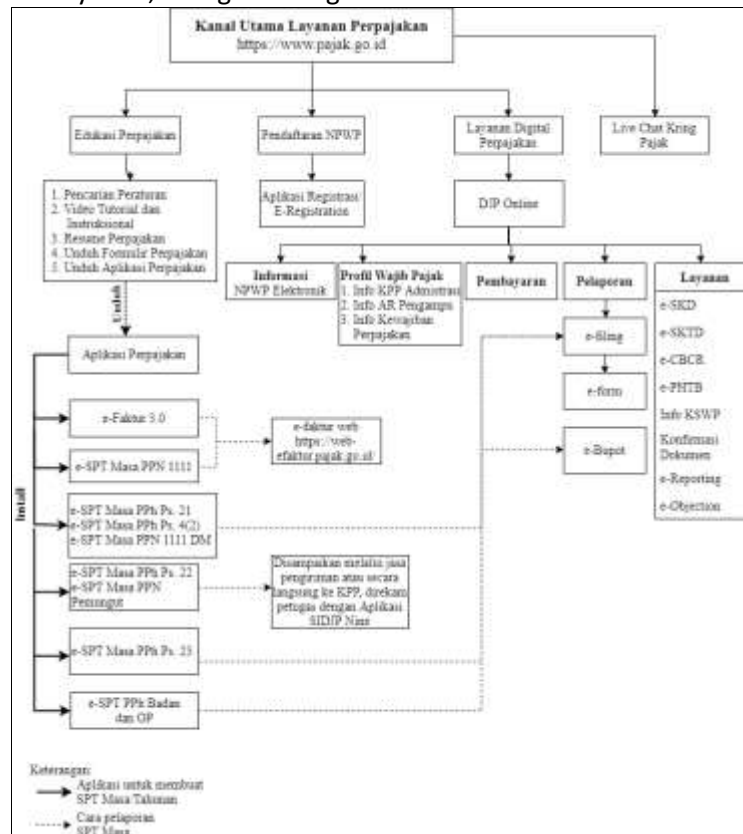 Kanal Utama Layanan Perpajakan
https://www.pajak.go.id
Edukasi Perpajakan
Pendaftaran NPWP
Layanan Digital
Perpajakan
Live Chat Kring
Pajak
1. Pencarian Peraturan
2. Video Tutorial dan
Instruksional
3. Resume Perpajakan
4. Unduh Formulir Perpajakan
5. Unduh Aplikasi Perpajakan
Aplikasi Registrasi/
E-Registration
DJP Online
Informasi
NPWP Elektronik
Profil Wajib Pajak
1. Info KPP Admistrasi
2. Info AR Pengampu
3. Info Kewajiban
Perpajakan
Pembayaran
Pelaporan
Layanan
e-SKD
e-SKTD
e-CBCR
e-PHTB
Info KSWP
Konfirmasi
Dokumen
e-Reporting
e-Objection
Unduh
Aplikasi Perpajakan
e-filing
e-form
e-Bupot
Install
e-Faktur 3.0
e-SPT Masa PPN 1111
e-faktur web
https://web-
efaktur.pajak.go.id/
e-SPT Masa PPh Ps. 21
e-SPT Masa PPh Ps. 4(2)
e-SPT Masa PPN 1111 DM
e-SPT Masa PPh Ps. 22
e-SPT Masa PPN
Pemungut
Disampaikan melalui jasa
pengiriman atau secara
langsung ke KPP, direkam
petugas dengan Aplikasi
SIDJP Nine
e-SPT Masa PPh Ps. 23
e-SPT PPh Badan
dan OP
Keterangan:
Aplikasi untuk membuat
SPT Masa Tahunan
Cara pelaporan
SPT Masa